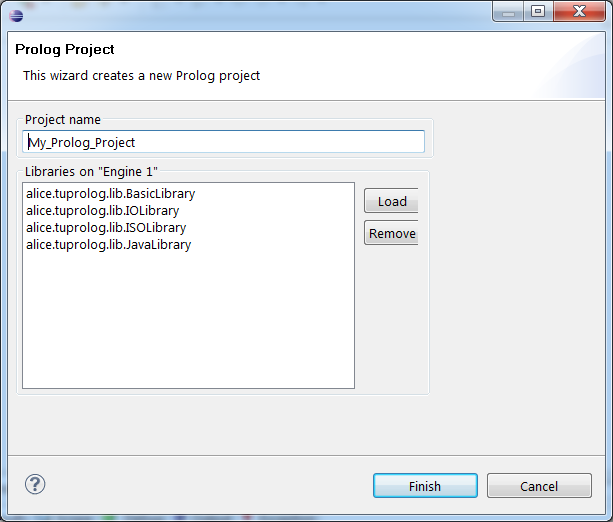 Prolog Project
This wizard creates a new Prolog project
Project name
My_Prolog_Project
Libraries on "Engine 1"
alice.tuprolog.lib.BasicLibrary
alice.tuprolog.lib.IOLibrary
alice.tuprolog.lib.ISOLibrary
alice.tuprolog.lib.JavaLibrary
Load
Remove
?
Finish
Cancel